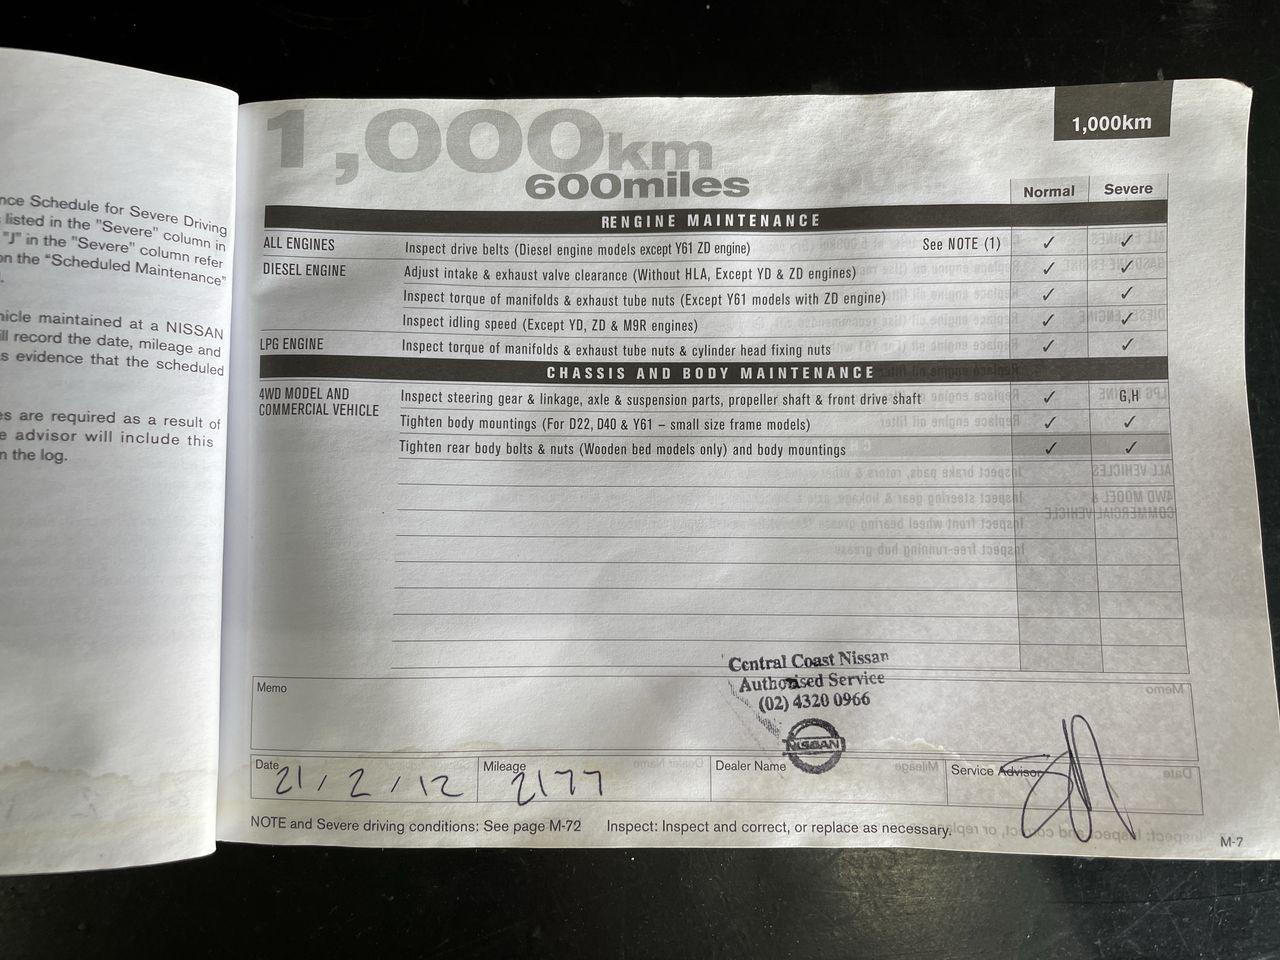 nce Schedule for Severe Driving
listed in the "Severe" column in
"J" in the "Severe" column refer
on the "Scheduled Maintenance"
hicle maintained at a NISSAN
ill record the date, mileage and
s evidence that the scheduled
es are required as a result of
e advisor will include this
n the log.
1,000km
600miles
1,000km
Normal Severe
RENGINE MAINTENANCE
ALL ENGINES Inspect drive belts (Diesel engine models except Y61 ZD engine) See NOTE (1) ✓ ✓
DIESEL ENGINE Adjust intake & exhaust valve clearance (Without HLA, Except YD & ZD engines) ✓ ✓
Inspect torque of manifolds & exhaust tube nuts (Except Y61 models with ZD engine) ✓ ✓
Inspect idling speed (Except YD, ZD & M9R engines) ✓ ✓
LPG ENGINE Inspect torque of manifolds & exhaust tube nuts & cylinder head fixing nuts ✓ ✓
CHASSIS AND BODY MAINTENANCE
4WD MODEL AND Inspect steering gear & linkage, axle & suspension parts, propeller shaft & front drive shaft ✓ G,H
COMMERCIAL VEHICLE
Tighten body mountings (For D22, D40 & Y61 – small size frame models) ✓ ✓
Tighten rear body bolts & nuts (Wooden bed models only) and body mountings ✓ ✓
Central Coast Nissan
Authorised Service
(02) 4320 0966
NISSAN
Memo
Date 21/2/12 Mileage 2177 Dealer Name Service Advisor
NOTE and Severe driving conditions: See page M-72 Inspect: Inspect and correct, or replace as necessary.
M-7